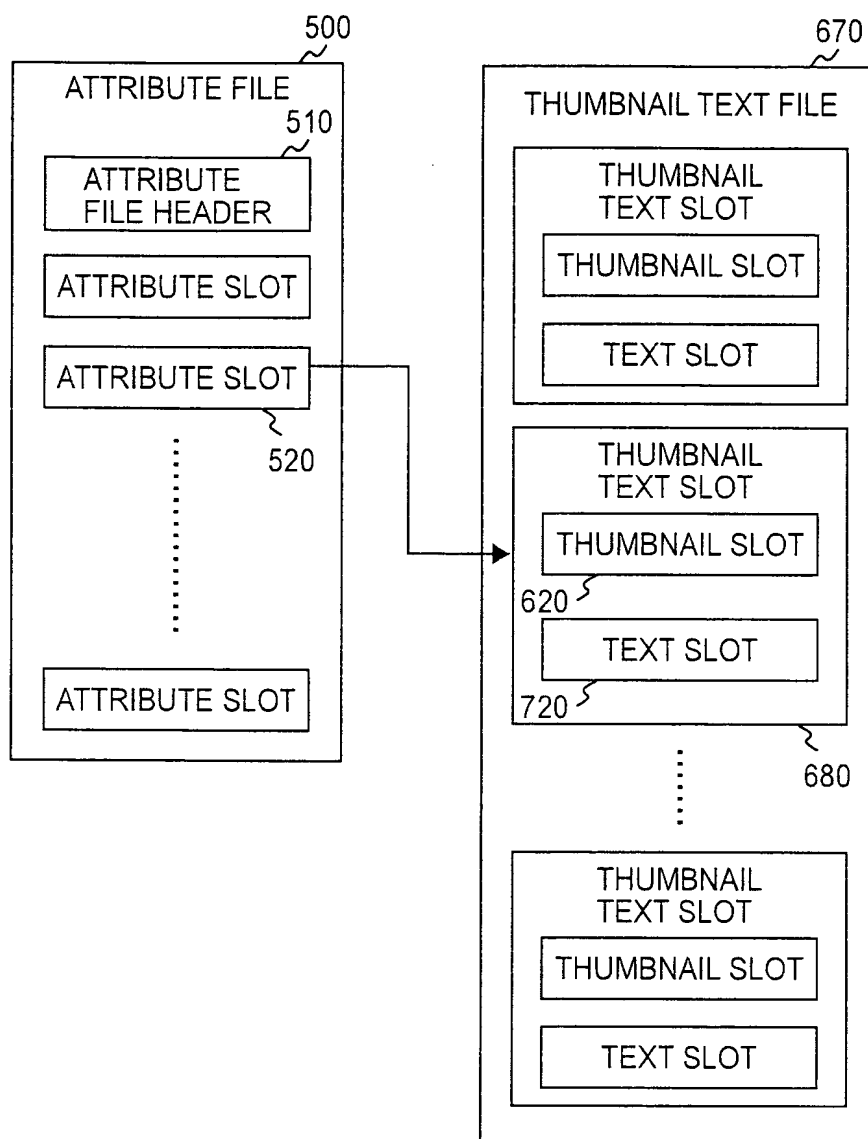 500
ATTRIBUTE FILE
510
ATTRIBUTE
FILE HEADER
ATTRIBUTE SLOT
ATTRIBUTE SLOT
520
ATTRIBUTE SLOT
670
THUMBNAIL TEXT FILE
THUMBNAIL
TEXT SLOT
THUMBNAIL SLOT
TEXT SLOT
THUMBNAIL
TEXT SLOT
THUMBNAIL SLOT
620
TEXT SLOT
720
680
THUMBNAIL
TEXT SLOT
THUMBNAIL SLOT
TEXT SLOT